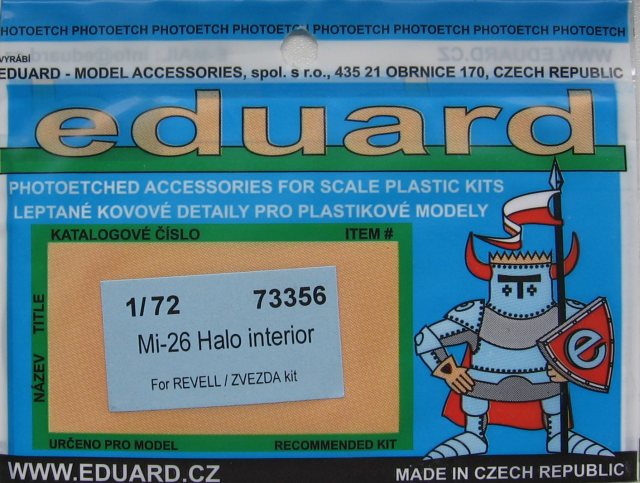 PHOTOETCH PHOTOETCH PHOTOETCH PHOTOETCH PHOTOETCH PHOTOETCH PHOTOETCH PHOTOETCH PHOTOETCH
VYRÁBÍ
EDUARD - MODEL ACCESSORIES, spol. s r.o., 435 21 OBRNICE 170, CZECH REPUBLIC
eduard
PHOTOETCHED ACCESSORIES FOR SCALE PLASTIC KITS
LEPTANÉ KOVOVÉ DETAILY PRO PLASTIKOVÉ MODELY
KATALOGOVÉ ČÍSLO ITEM #
NÁZEV TITLE
1/72 73356
Mi-26 Halo interior
For REVELL / ZVEZDA kit
e
URČENO PRO MODEL RECOMMENDED KIT
WWW.EDUARD.CZ MADE IN CZECH REPUBLIC